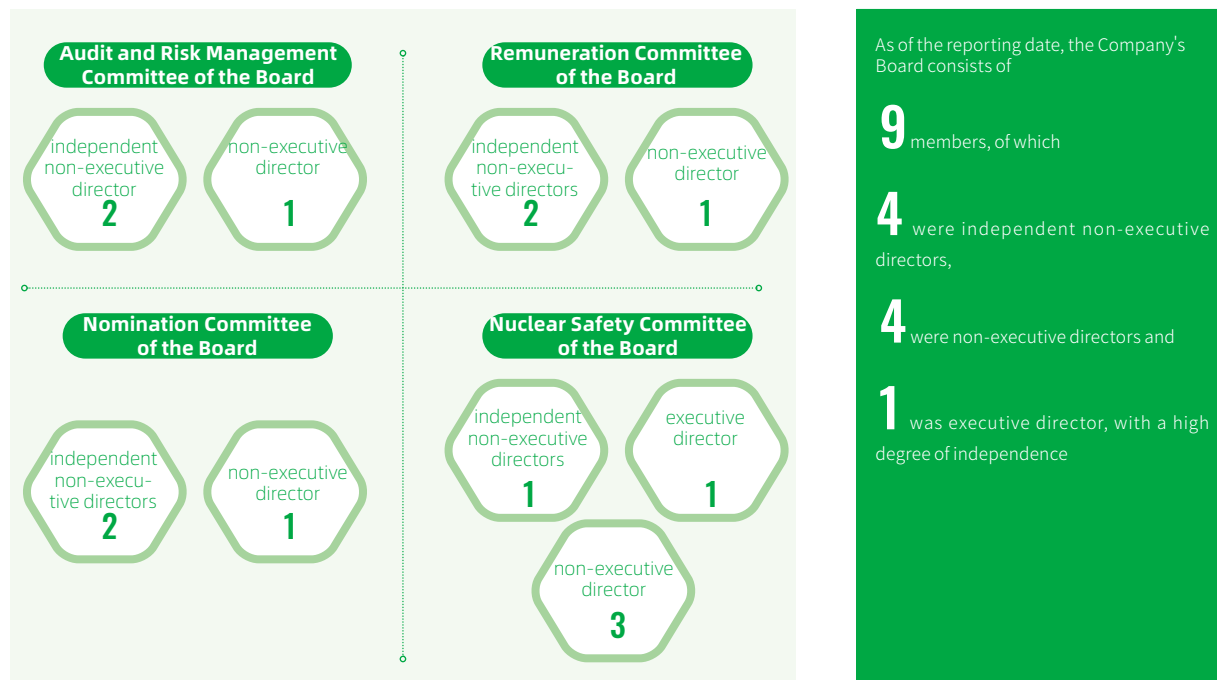 Audit and Risk Management
Committee of the Board
independent
non-executive
director
2
non-executive
director
1
Remuneration Committee
of the Board
independent
non-execu-
tive directors
2
non-executive
director
1
Nomination Committee
of the Board
independent
non-execu-
tive directors
2
non-executive
director
1
Nuclear Safety Committee
of the Board
independent
non-executive
directors
1
executive
director
1
non-executive
director
3
As of the reporting date, the Company's
Board consists of
9 members, of which
4 were independent non-executive
directors,
4 were non-executive directors and
1 was executive director, with a high
degree of independence